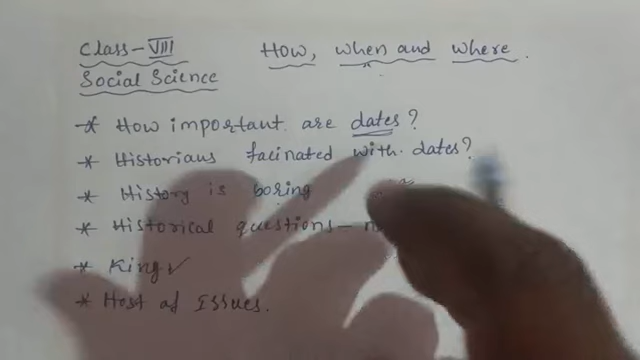 Class - VIII How, when and where.
Social Science
* How important are dates?
* Historians facinated with dates?
* History is boring
* Historical questions -
* King ✓
* Host of Issues.